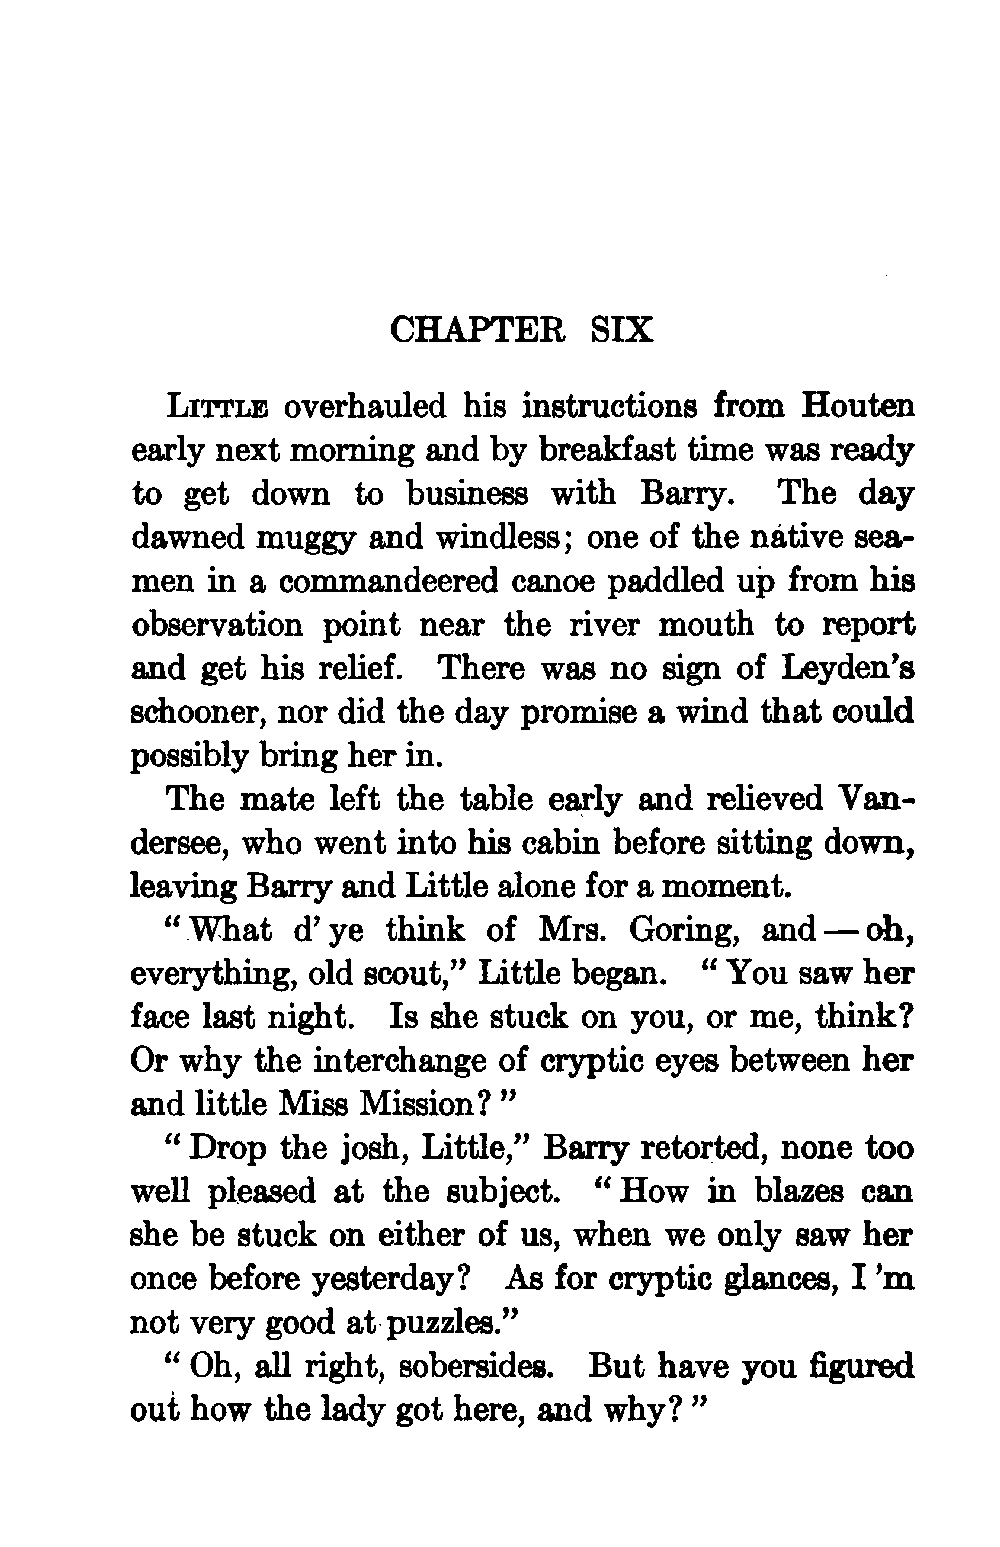 CHAPTER SIX
LITTLE overhauled his instructions from Houten
early next morning and by breakfast time was ready
to get down to business with Barry. The day
dawned muggy and windless; one of the native sea-
men in a commandeered canoe paddled up from his
observation point near the river mouth to report
and get his relief. There was no sign of Leyden's
schooner, nor did the day promise a wind that could
possibly bring her in.
The mate left the table early and relieved Van-
dersee, who went into his cabin before sitting down,
leaving Barry and Little alone for a moment.
"What d' ye think of Mrs. Goring, and — oh,
everything, old scout," Little began. "You saw her
face last night. Is she stuck on you, or me, think?
Or why the interchange of cryptic eyes between her
and little Miss Mission?"
"Drop the josh, Little," Barry retorted, none too
well pleased at the subject. "How in blazes can
she be stuck on either of us, when we only saw her
once before yesterday? As for cryptic glances, I 'm
not very good at puzzles."
"Oh, all right, sobersides. But have you figured
out how the lady got here, and why?"